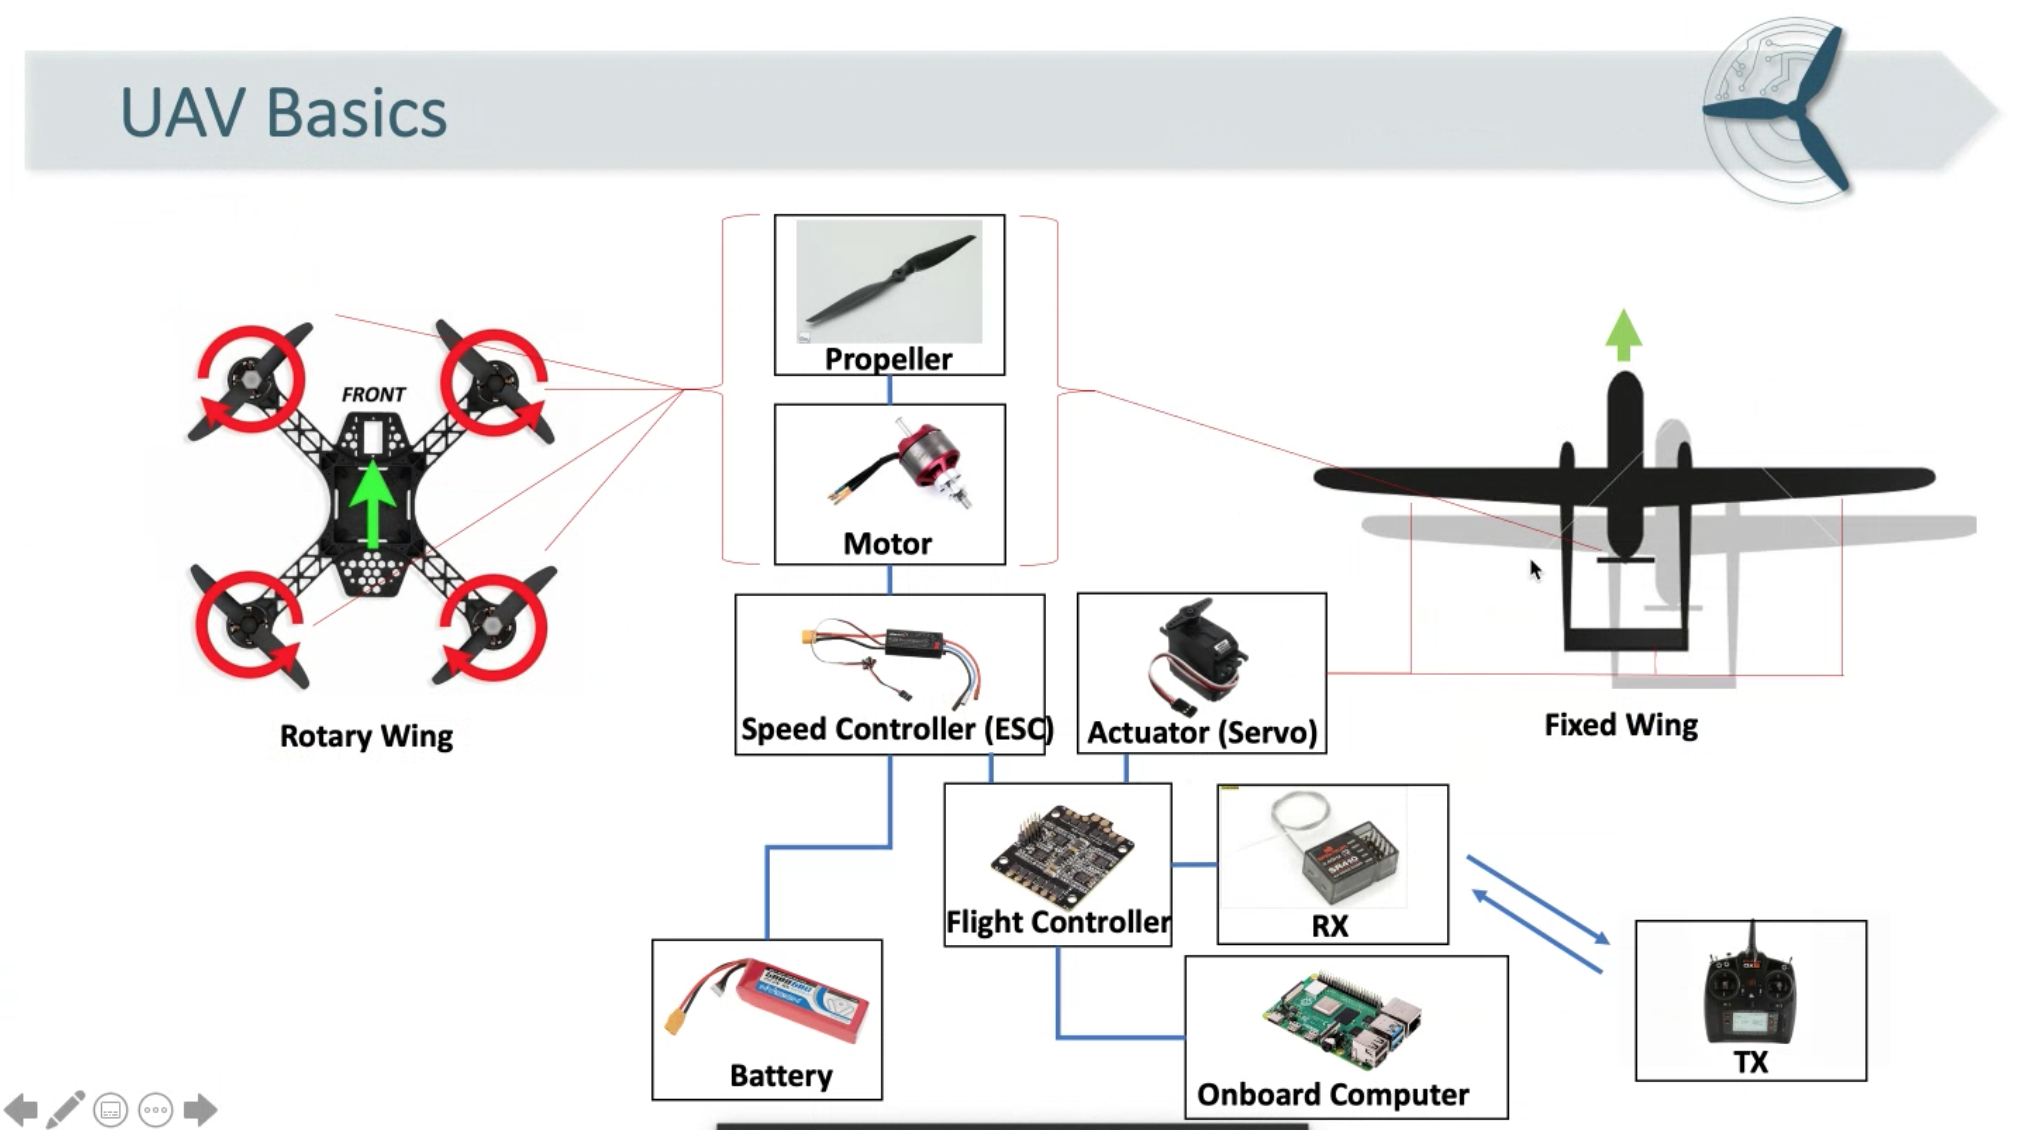 UAV Basics
Propeller
FRONT
Motor
Speed Controller (ESC)
Actuator (Servo)
Rotary Wing
Fixed Wing
Flight Controller
SR410
RX
Battery
Onboard Computer
TX